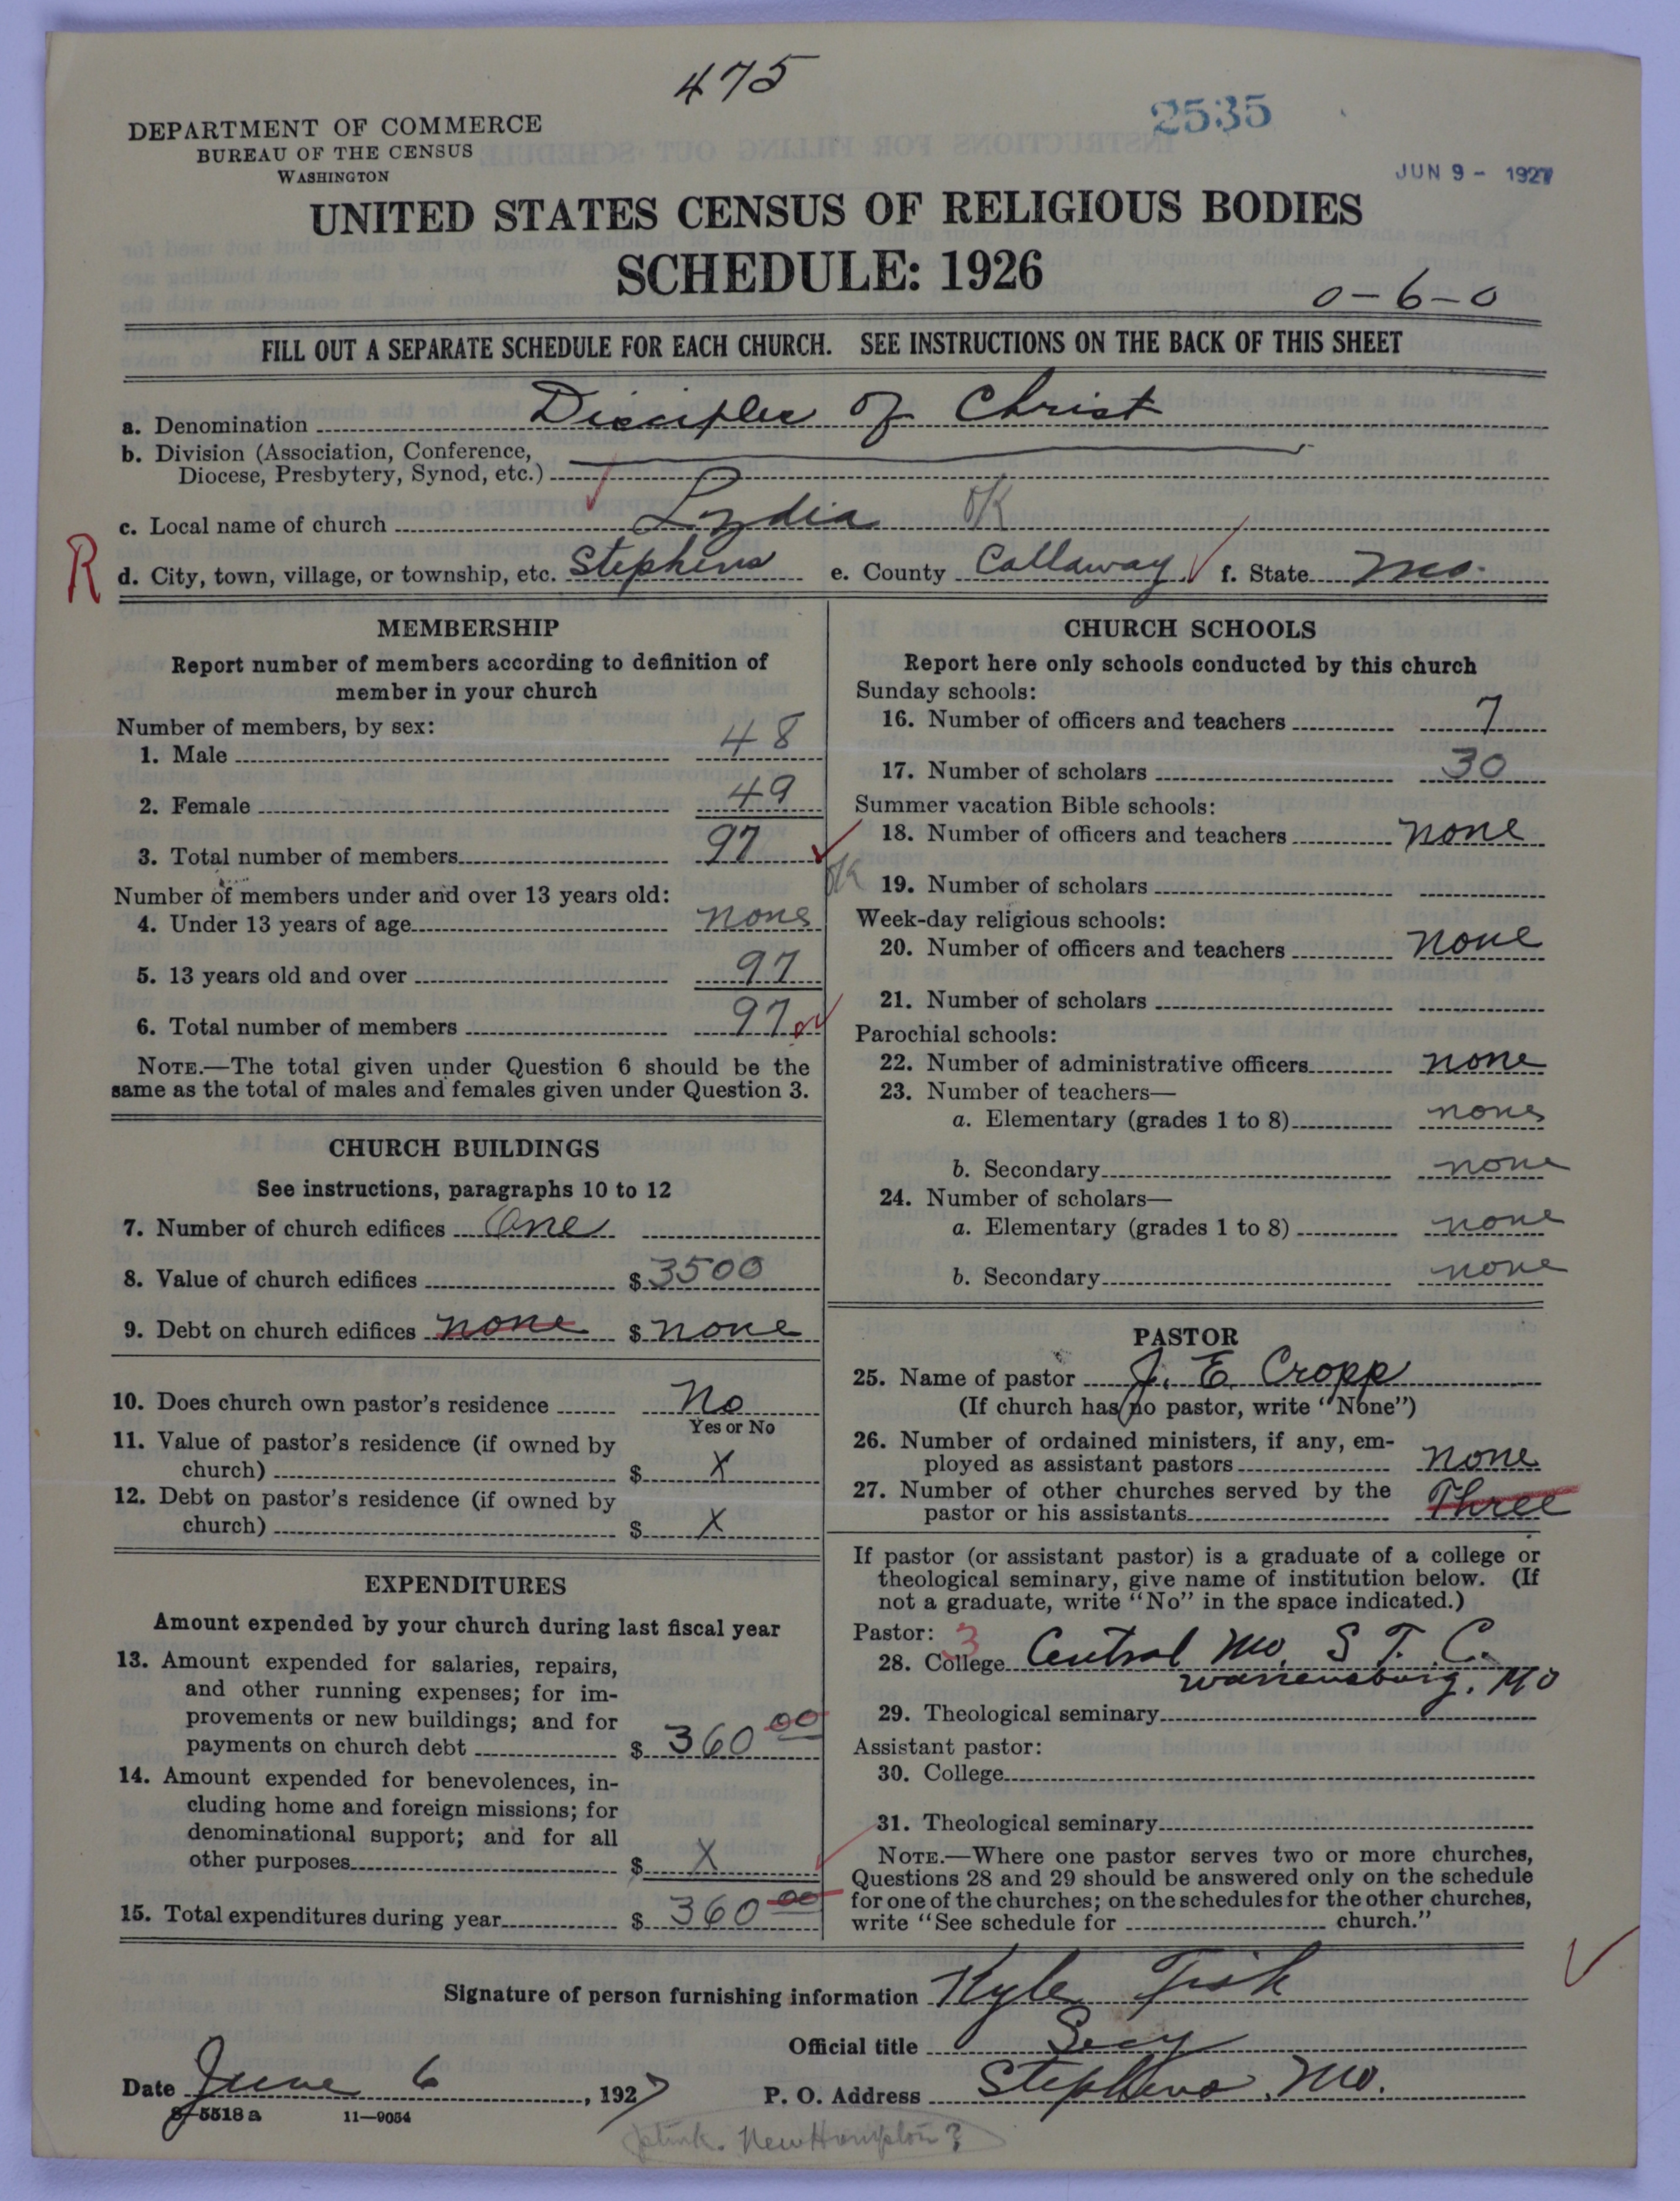 475
2535
DEPARTMENT OF COMMERCE
BUREAU OF THE CENSUS
WASHINGTON
JUN 9 - 1927
UNITED STATES CENSUS OF RELIGIOUS BODIES
SCHEDULE: 1926
0-6-0
FILL OUT A SEPARATE SCHEDULE FOR EACH CHURCH. SEE INSTRUCTIONS ON THE BACK OF THIS SHEET
a. Denomination Disciples of Christ
b. Division (Association, Conference,
Diocese, Presbytery, Synod, etc.)
c. Local name of church Lydia OK
R d. City, town, village, or township, etc. Stephens e. County Callaway f. State Mo.
MEMBERSHIP
Report number of members according to definition of
member in your church
Number of members, by sex:
1. Male 48
2. Female 49
3. Total number of members 97
OK
Number of members under and over 13 years old:
4. Under 13 years of age none
5. 13 years old and over 97
6. Total number of members 97
NOTE.—The total given under Question 6 should be the
same as the total of males and females given under Question 3.
CHURCH BUILDINGS
See instructions, paragraphs 10 to 12
7. Number of church edifices One
8. Value of church edifices $ 3500
9. Debt on church edifices none $ none
10. Does church own pastor's residence No
Yes or No
11. Value of pastor's residence (if owned by
church) $ X
12. Debt on pastor's residence (if owned by
church) $ X
EXPENDITURES
Amount expended by your church during last fiscal year
13. Amount expended for salaries, repairs,
and other running expenses; for im-
provements or new buildings; and for
payments on church debt $ 360 00
14. Amount expended for benevolences, in-
cluding home and foreign missions; for
denominational support; and for all
other purposes $ X
15. Total expenditures during year $ 360 00
CHURCH SCHOOLS
Report here only schools conducted by this church
Sunday schools:
16. Number of officers and teachers 7
17. Number of scholars 30
Summer vacation Bible schools:
18. Number of officers and teachers none
19. Number of scholars
Week-day religious schools:
20. Number of officers and teachers none
21. Number of scholars
Parochial schools:
22. Number of administrative officers none
23. Number of teachers—
a. Elementary (grades 1 to 8) none
b. Secondary none
24. Number of scholars—
a. Elementary (grades 1 to 8) none
b. Secondary none
PASTOR
25. Name of pastor J. E. Cropp
(If church has no pastor, write "None")
26. Number of ordained ministers, if any, em-
ployed as assistant pastors none
27. Number of other churches served by the
pastor or his assistants Three
If pastor (or assistant pastor) is a graduate of a college or
theological seminary, give name of institution below. (If
not a graduate, write "No" in the space indicated.)
Pastor: 3
28. College Central Mo. S. T. C.
Warrensburg, Mo
29. Theological seminary
Assistant pastor:
30. College
31. Theological seminary
NOTE.—Where one pastor serves two or more churches,
Questions 28 and 29 should be answered only on the schedule
for one of the churches; on the schedules for the other churches,
write "See schedule for church."
Signature of person furnishing information Kyle Fisk
Official title Secy
Date June 6, 1927 P. O. Address Stephens, Mo.
8-5518 a 11—9054
New Hampton?